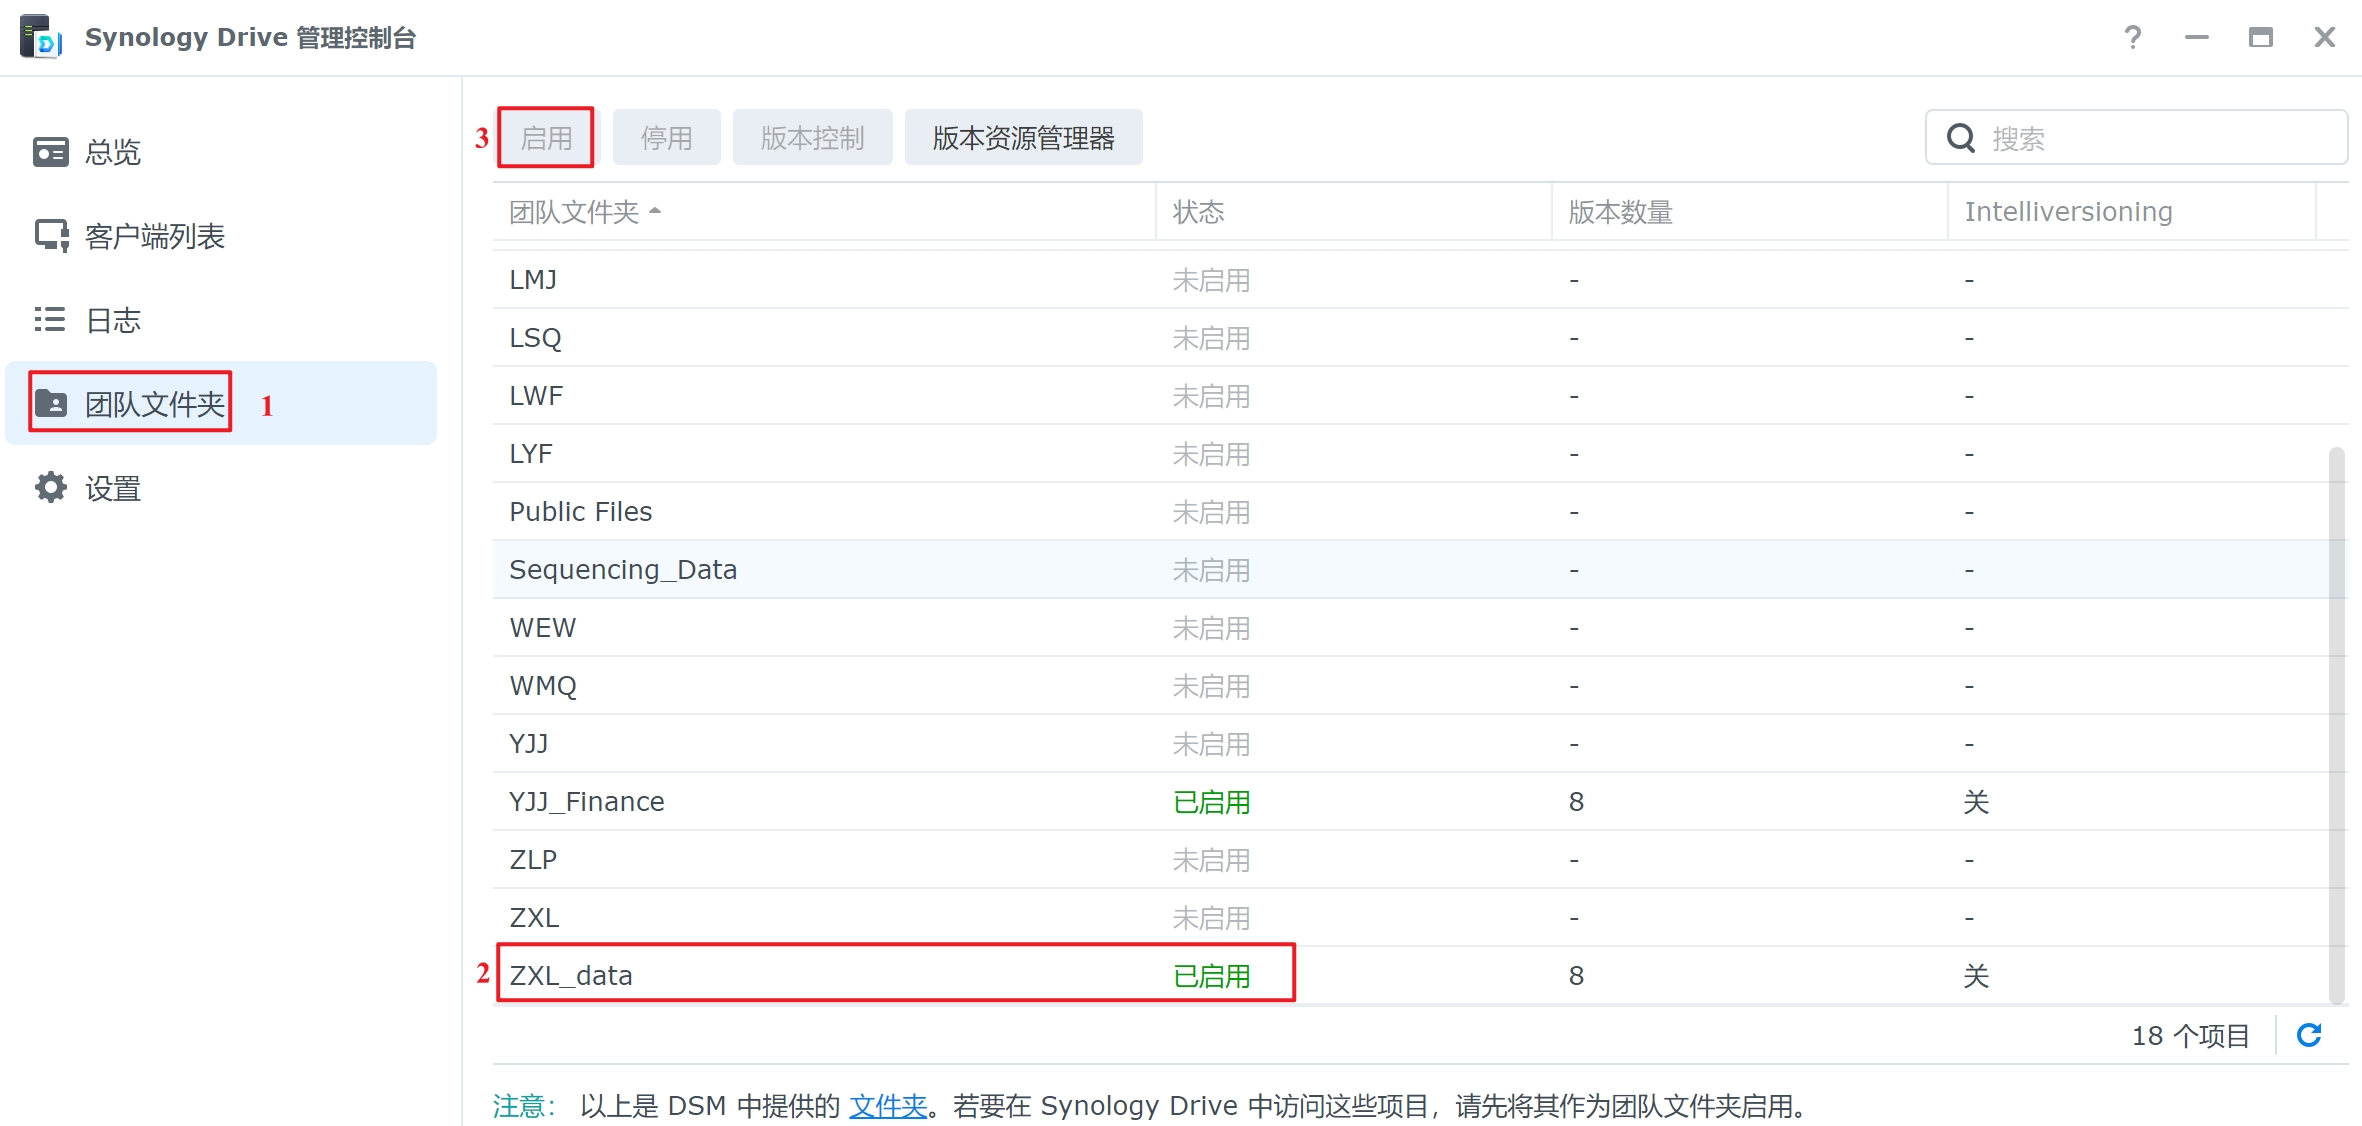 Synology Drive 管理控制台
总览
客户端列表
日志
团队文件夹 1
设置
3 启用 停用 版本控制 版本资源管理器 搜索
团队文件夹 状态 版本数量 Intelliversioning
LMJ 未启用 - -
LSQ 未启用 - -
LWF 未启用 - -
LYF 未启用 - -
Public Files 未启用 - -
Sequencing_Data 未启用 - -
WEW 未启用 - -
WMQ 未启用 - -
YJJ 未启用 - -
YJJ_Finance 已启用 8 关
ZLP 未启用 - -
ZXL 未启用 - -
2 ZXL_data 已启用 8 关
18 个项目
注意： 以上是 DSM 中提供的 文件夹。若要在 Synology Drive 中访问这些项目，请先将其作为团队文件夹启用。